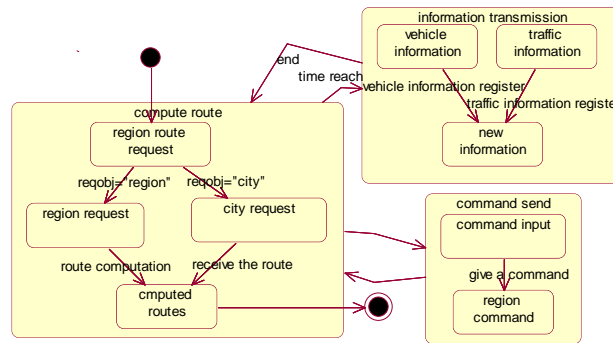 information transmission
vehicle
information
traffic
information
end
time reach
vehicle information register
traffic information registe
new
information
compute route
region route
request
reqobj="region"
reqobj="city"
region request
city request
route computation
receive the route
cmputed
routes
command send
command input
give a command
region
command